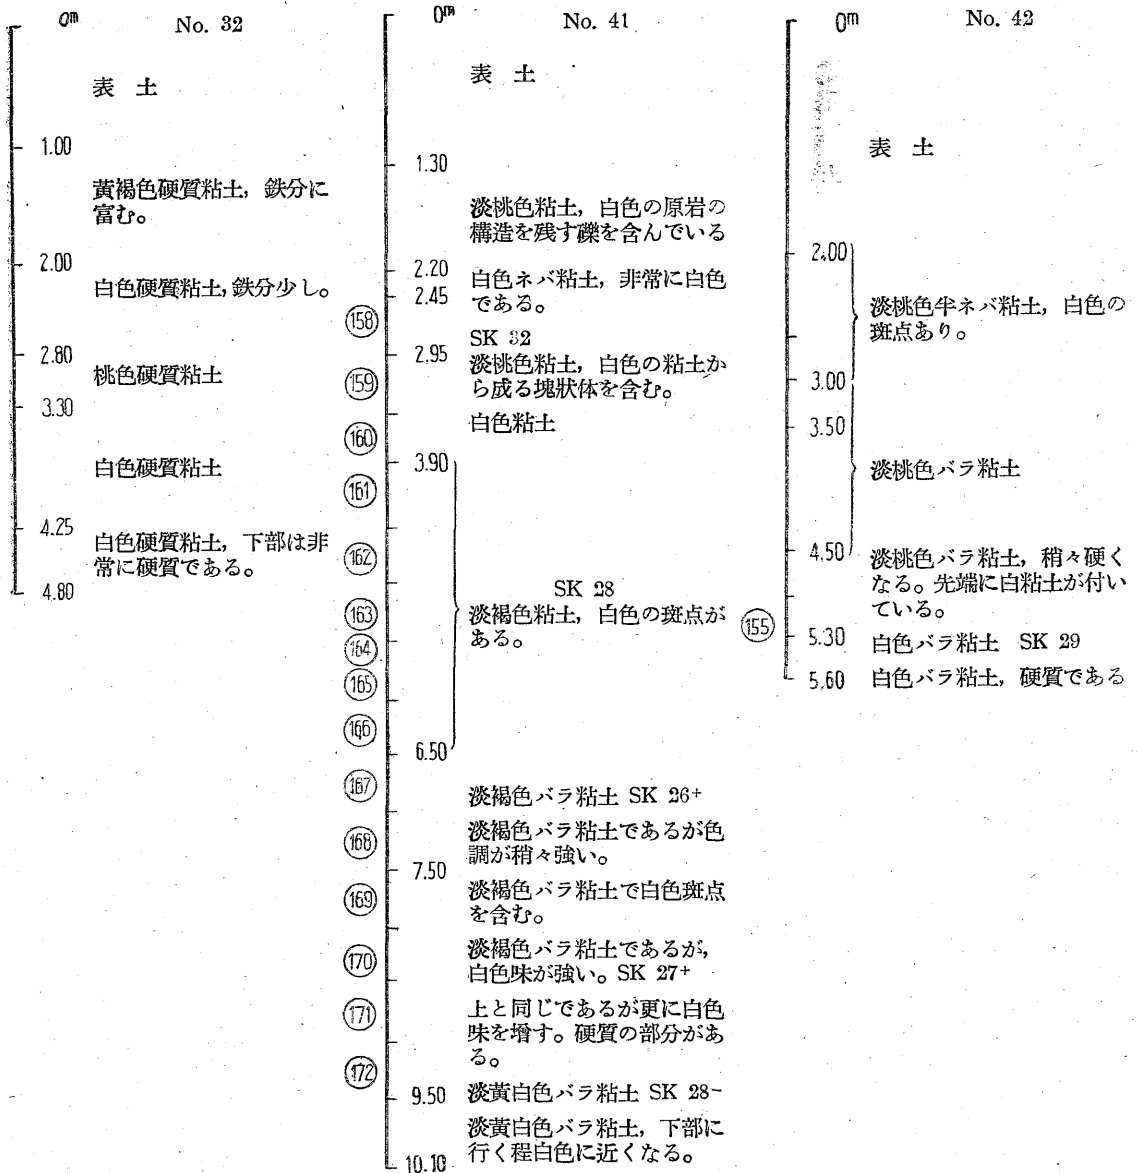 0m No. 32
表 土
1.00
黄褐色硬質粘土, 鉄分に
富む。
2.00
白色硬質粘土, 鉄分少し。
2.80
桃色硬質粘土
3.30
白色硬質粘土
4.25
白色硬質粘土, 下部は非
常に硬質である。
4.80
0m No. 41
表 土
1.30
淡桃色粘土, 白色の原岩の
構造を残す礫を含んでいる
2.20
白色ネバ粘土, 非常に白色
である。
2.45
158
SK 32
2.95
淡桃色粘土, 白色の粘土か
ら成る塊狀体を含む。
159
白色粘土
160
3.90
161
162
SK 28
淡褐色粘土, 白色の斑点が
ある。
163
164
165
166
6.50
167
淡褐色バラ粘土 SK 26+
168
淡褐色バラ粘土であるが色
調が稍々強い。
7.50
169
淡褐色バラ粘土で白色斑点
を含む。
170
淡褐色バラ粘土であるが,
白色味が強い。SK 27+
171
上と同じであるが更に白色
味を増す。硬質の部分があ
る。
172
9.50
淡黄白色バラ粘土 SK 28-
淡黄白色バラ粘土, 下部に
行く程白色に近くなる。
10.10
0m No. 42
表 土
2.00
淡桃色半ネバ粘土, 白色の
斑点あり。
3.00
3.50
淡桃色バラ粘土
4.50
淡桃色バラ粘土, 稍々硬く
なる。先端に白粘土が付い
ている。
155
5.30
白色バラ粘土 SK 29
5.60
白色バラ粘土, 硬質である